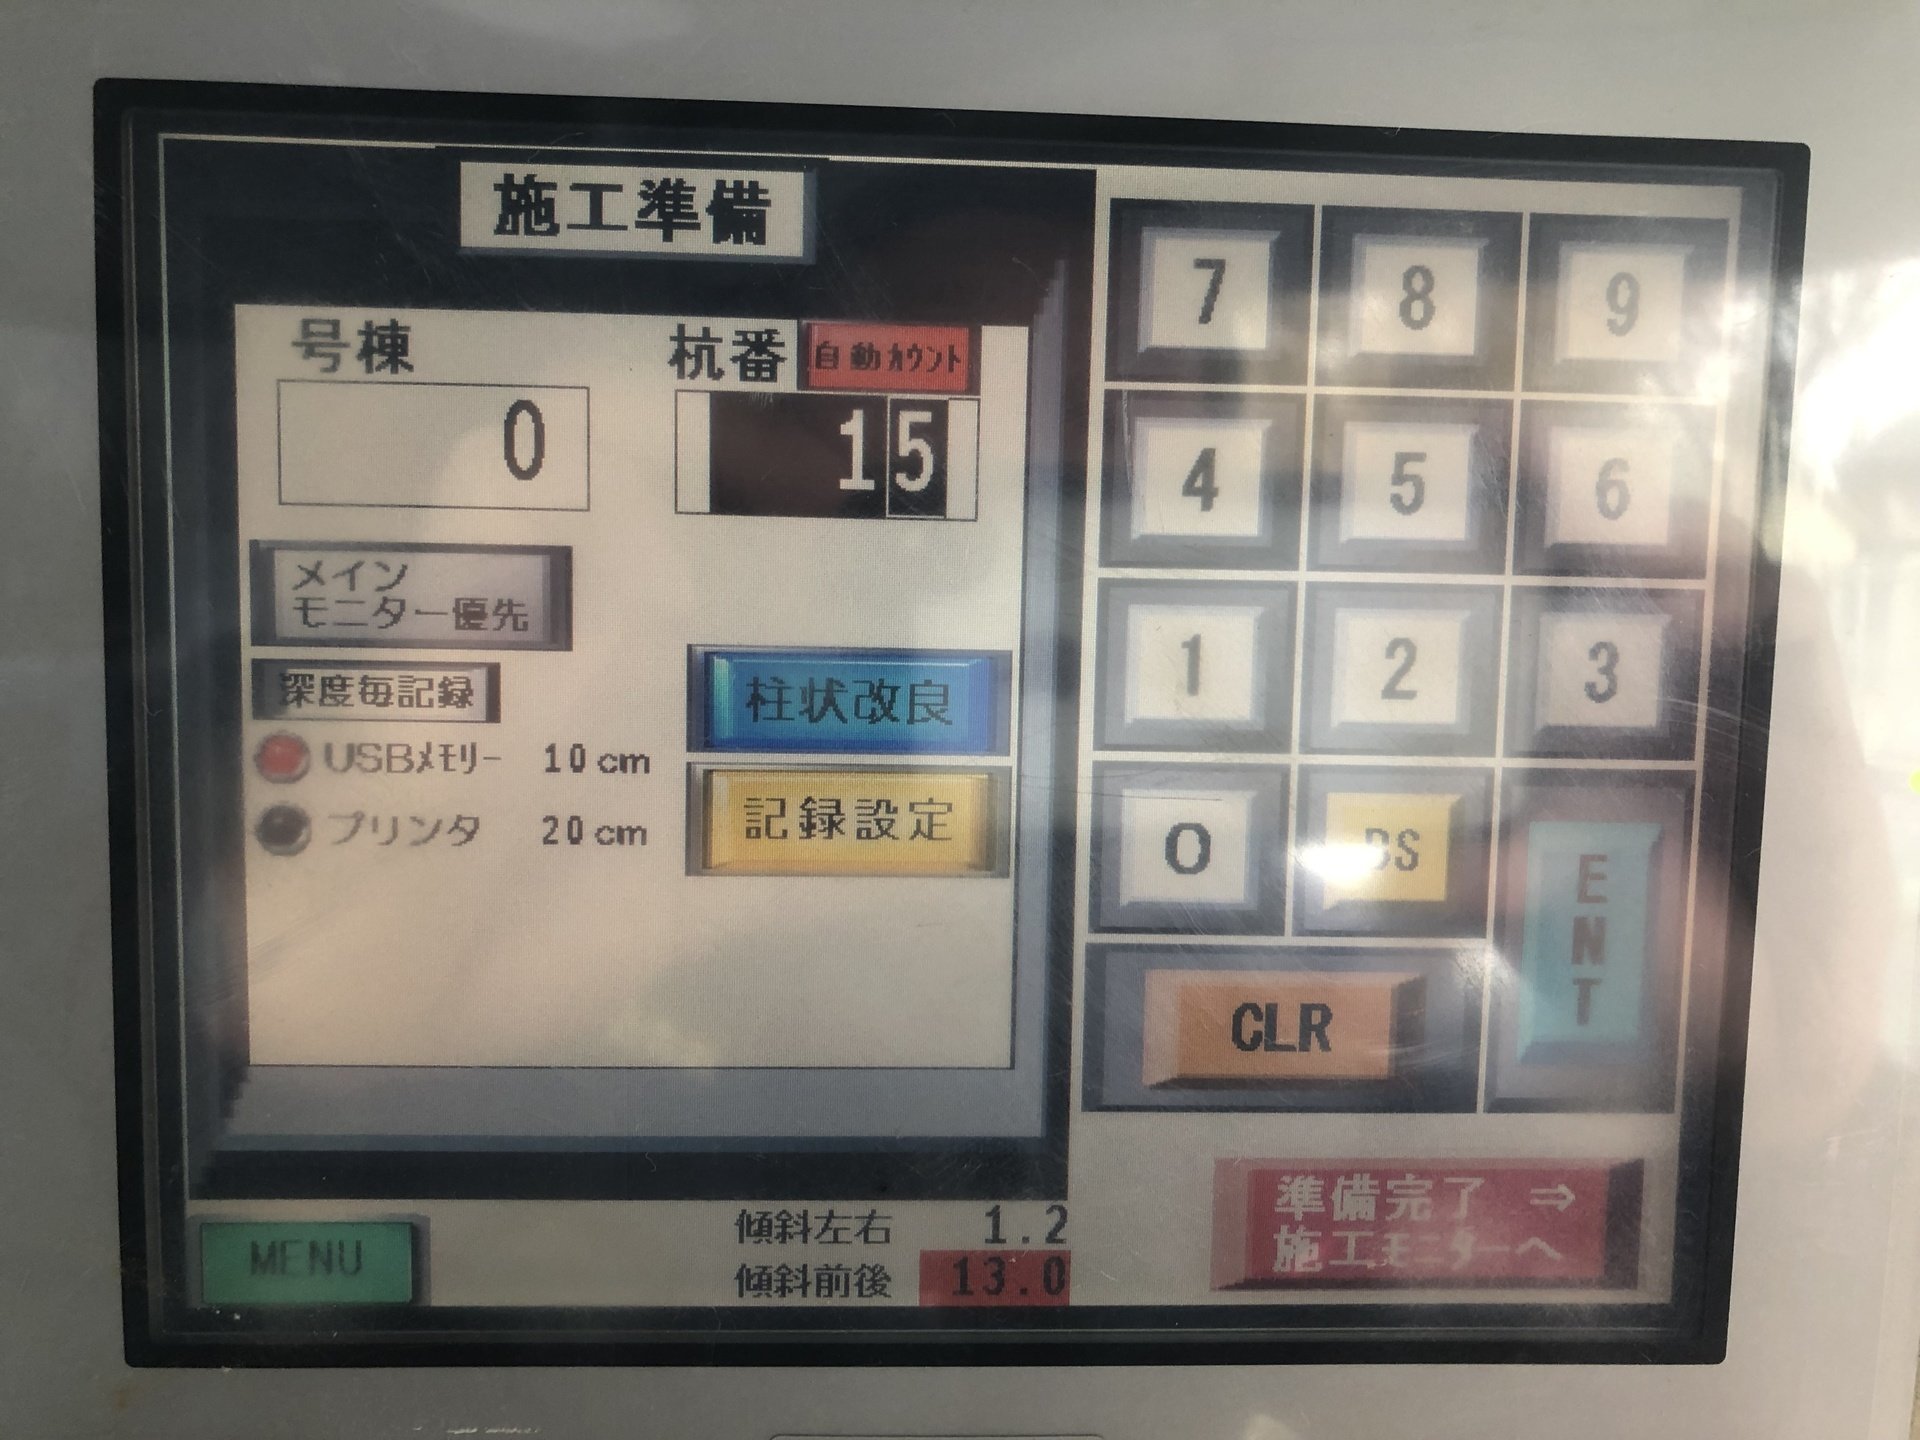 施工準備
号棟
杭番 自動ｶｳﾝﾄ
0
15
メイン
モニター優先
深度毎記録
USBﾒﾓﾘｰ 10cm
プリンタ 20cm
柱状改良
記録設定
7 8 9
4 5 6
1 2 3
0 BS
ENT
CLR
MENU
傾斜左右 1.2
傾斜前後 13.0
準備完了 ⇒
施工ﾓﾆﾀｰへ